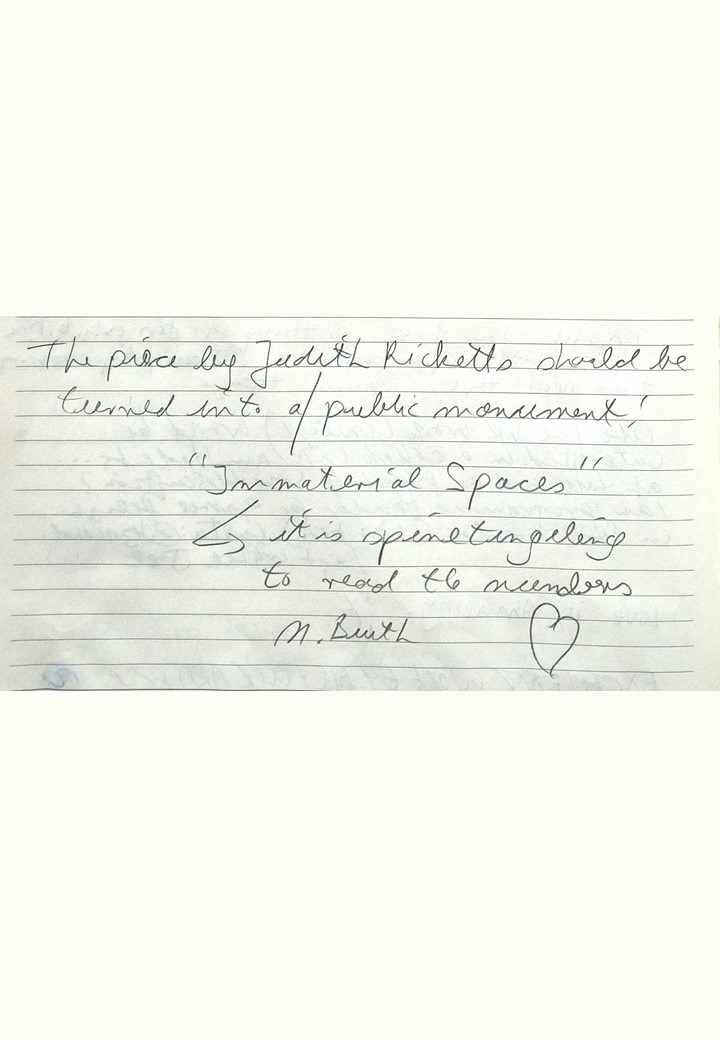 The piece by Judith Ricketts should be
turned into a public monument!
"Immaterial Spaces"
it is spinetingeling
to read the numbers